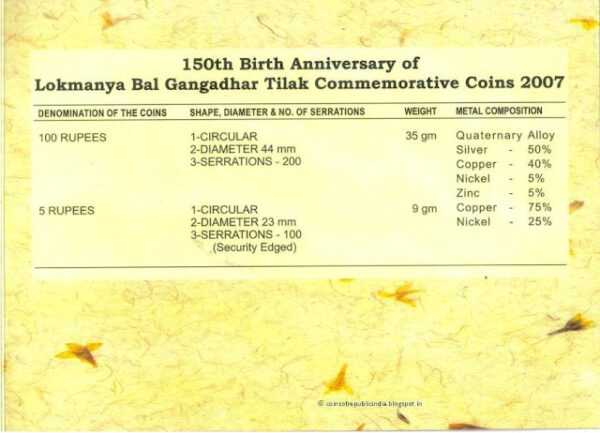 150th Birth Anniversary of
Lokmanya Bal Gangadhar Tilak Commemorative Coins 2007
DENOMINATION OF THE COINS SHAPE, DIAMETER & NO. OF SERRATIONS WEIGHT METAL COMPOSITION
100 RUPEES 1-CIRCULAR 35 gm Quaternary Alloy
2-DIAMETER 44 mm Silver - 50%
3-SERRATIONS - 200 Copper - 40%
Nickel - 5%
Zinc - 5%
5 RUPEES 1-CIRCULAR 9 gm Copper - 75%
2-DIAMETER 23 mm Nickel - 25%
3-SERRATIONS - 100
(Security Edged)
© coinsofrepublicindia.blogspot.in